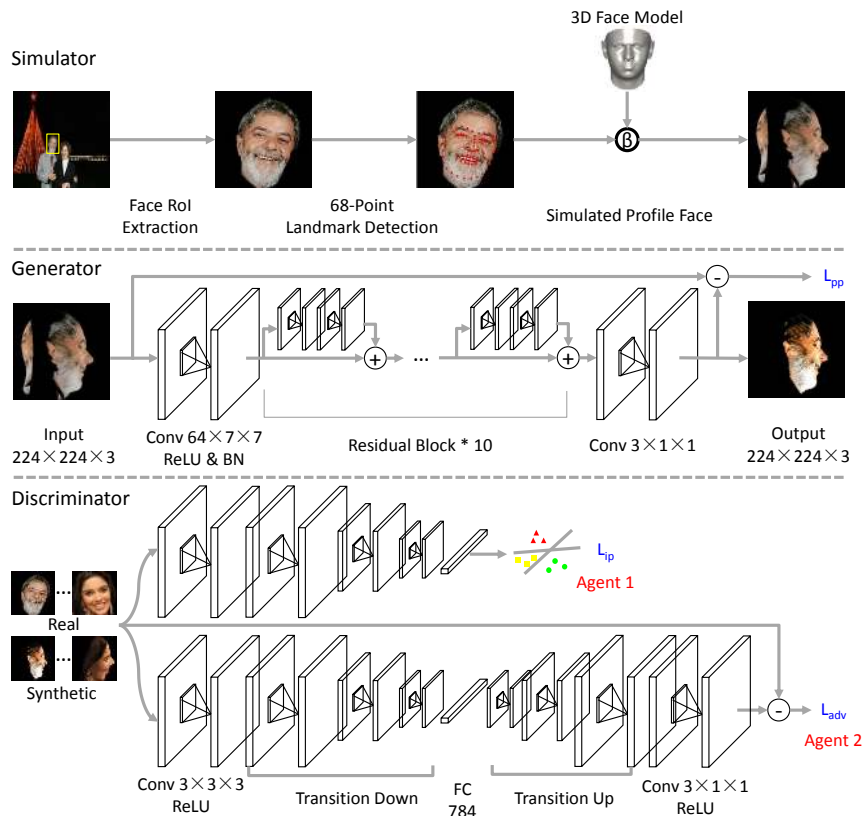 3D Face Model
Simulator
β
Face RoI
Extraction
68-Point
Landmark Detection
Simulated Profile Face
Generator
-
Lpp
+
...
+
Input
224×224×3
Conv 64×7×7
ReLU & BN
Residual Block * 10
Conv 3×1×1
Output
224×224×3
Discriminator
Lip
Agent 1
...
Real
...
Synthetic
-
Ladv
Agent 2
Conv 3×3×3
ReLU
Transition Down
FC
784
Transition Up
Conv 3×1×1
ReLU